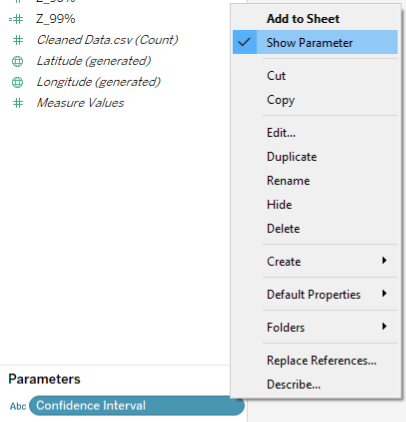 Z_99%
Cleaned Data.csv (Count)
Latitude (generated)
Longitude (generated)
Measure Values
Add to Sheet
Show Parameter
Cut
Copy
Edit...
Duplicate
Rename
Hide
Delete
Create
Default Properties
Folders
Replace References...
Describe...
Parameters
Abc Confidence Interval